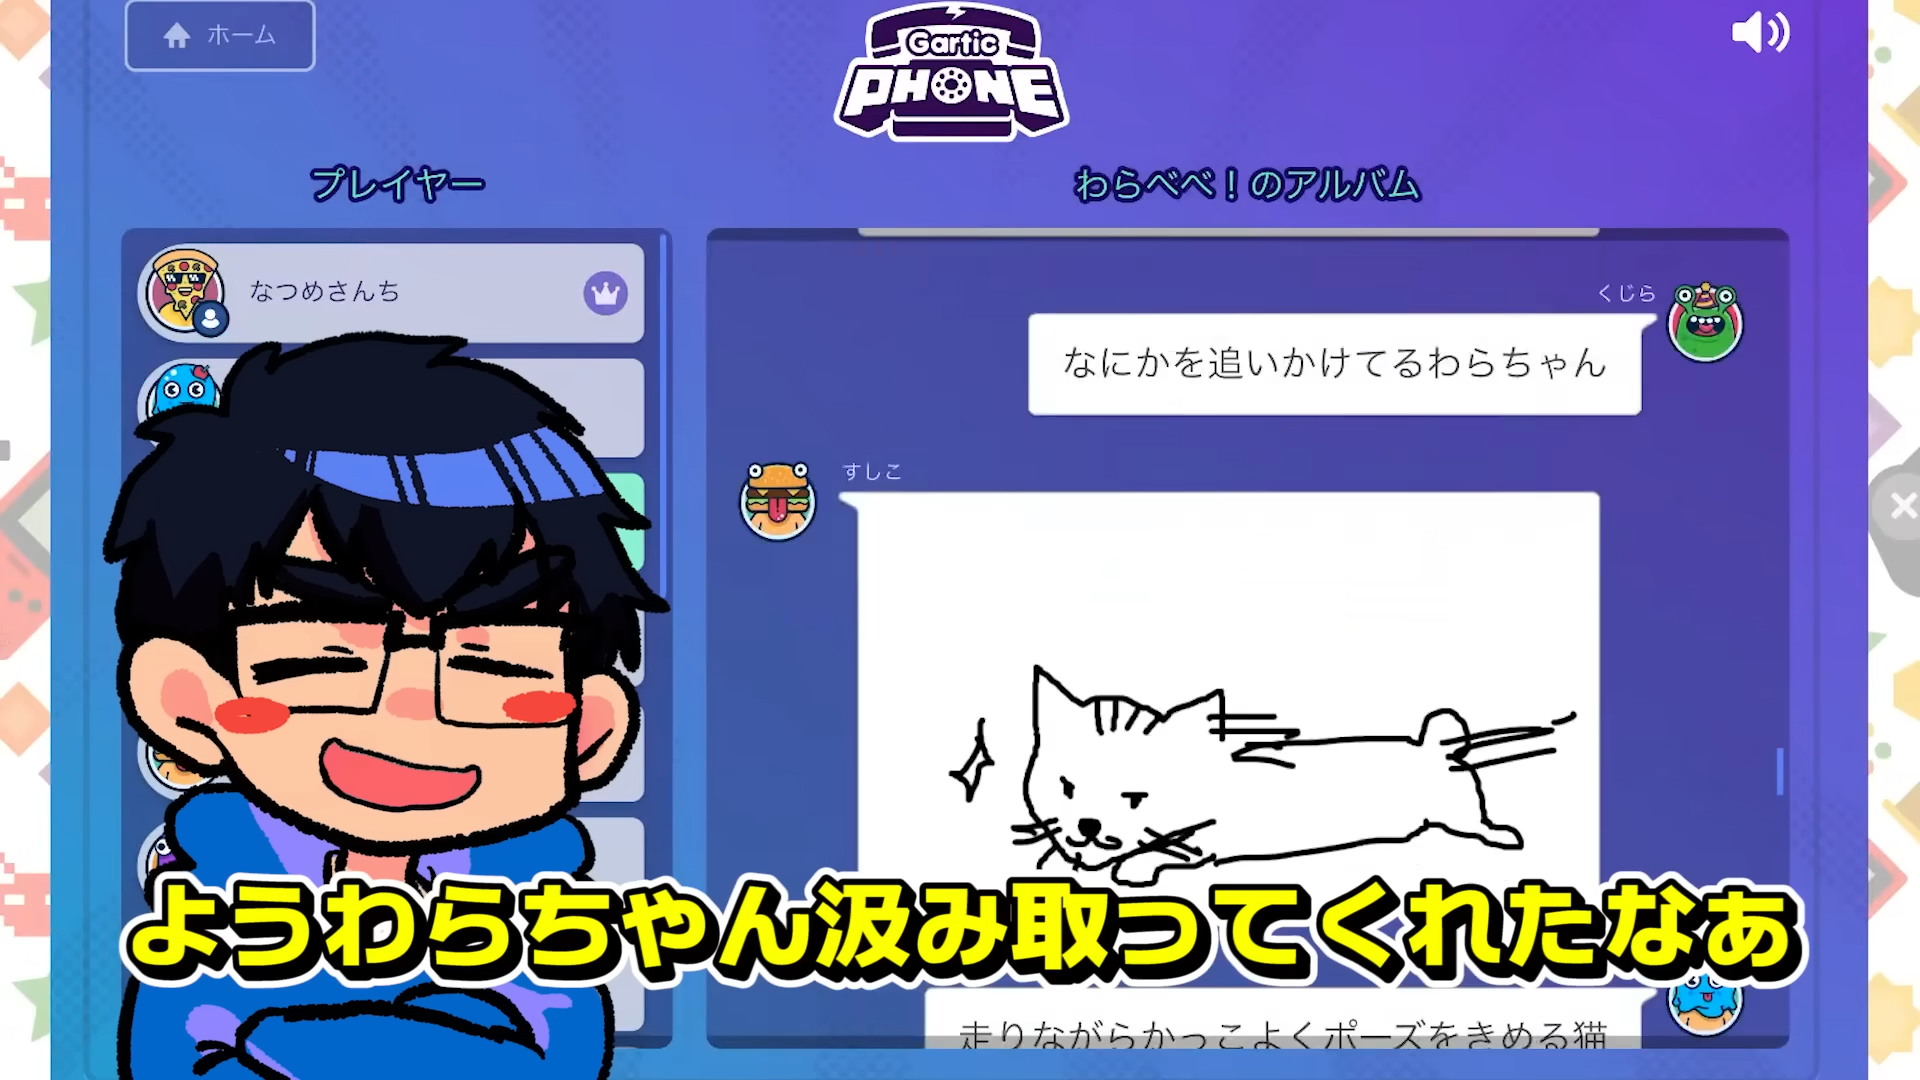 ホーム
Gartic
PHONE
プレイヤー
わらべべ！のアルバム
なつめさんち
くじら
なにかを追いかけてるわらちゃん
すしこ
ようわらちゃん汲み取ってくれたなぁ
走りながらかっこよくポーズをきめる猫